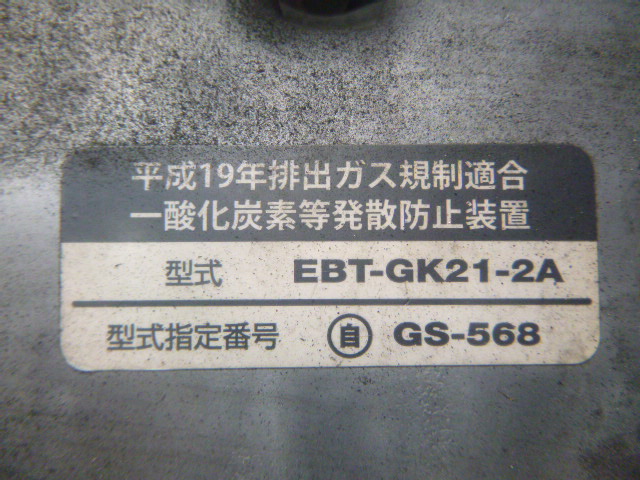 平成19年排出ガス規制適合
一酸化炭素等発散防止装置
型式 EBT-GK21-2A
型式指定番号 自 GS-568